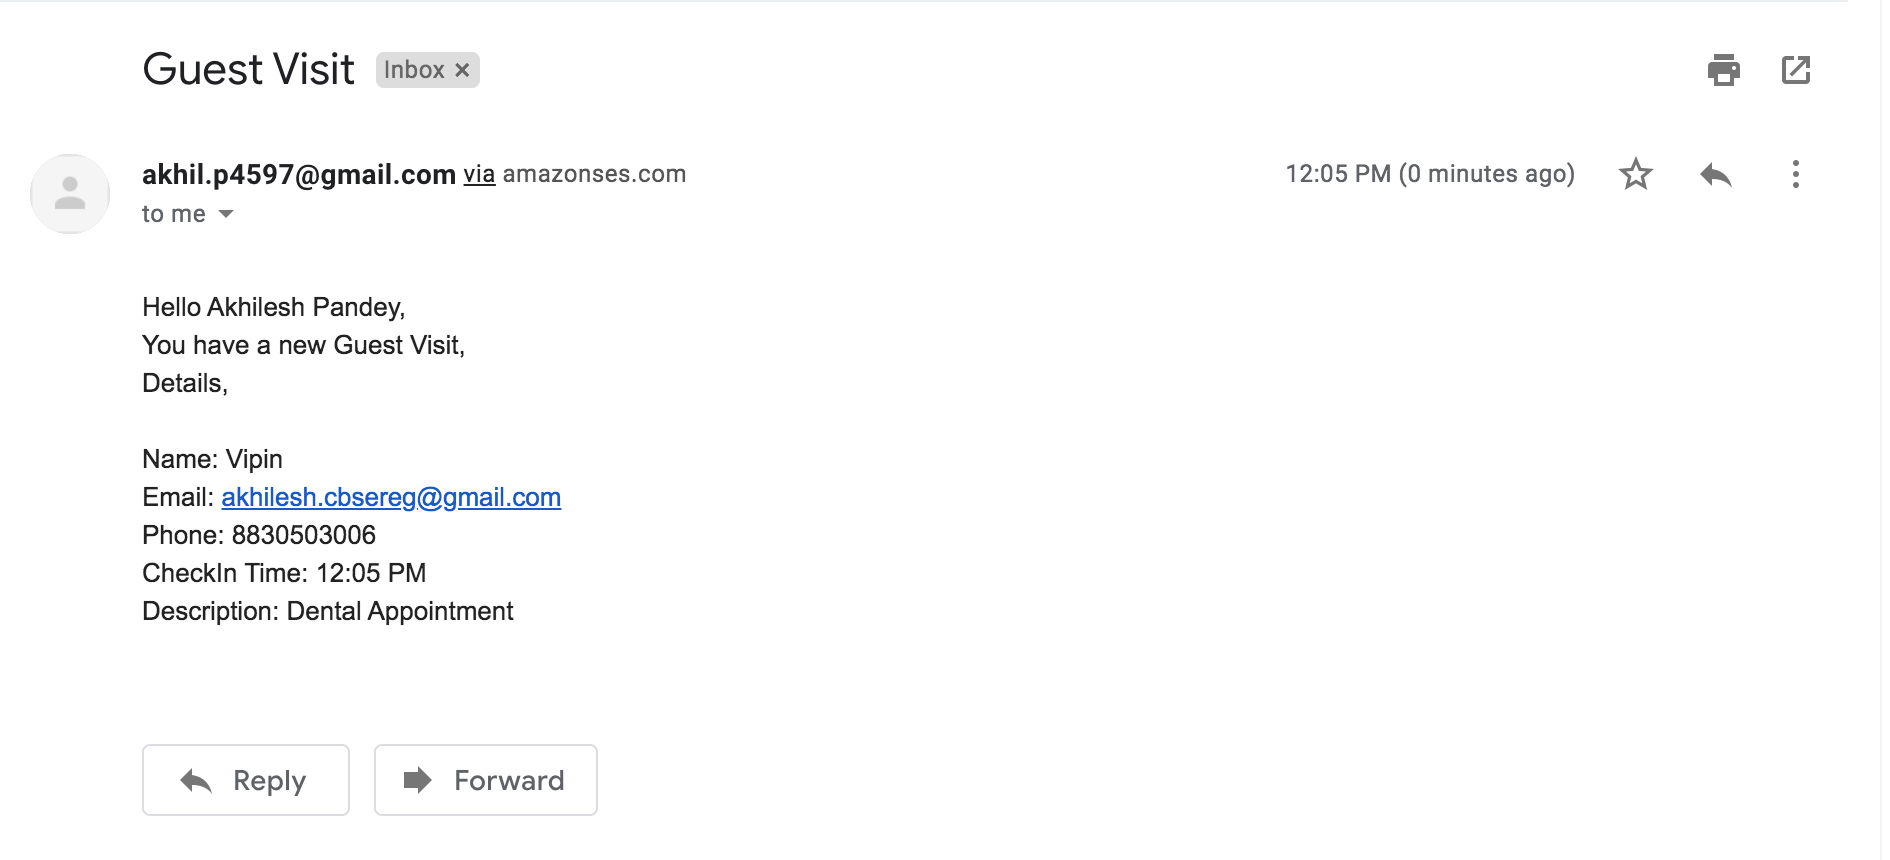 Guest Visit Inbox ×
akhil.p4597@gmail.com via amazonses.com 12:05 PM (0 minutes ago)
to me
Hello Akhilesh Pandey,
You have a new Guest Visit,
Details,
Name: Vipin
Email: akhilesh.cbsereg@gmail.com
Phone: 8830503006
CheckIn Time: 12:05 PM
Description: Dental Appointment
Reply Forward